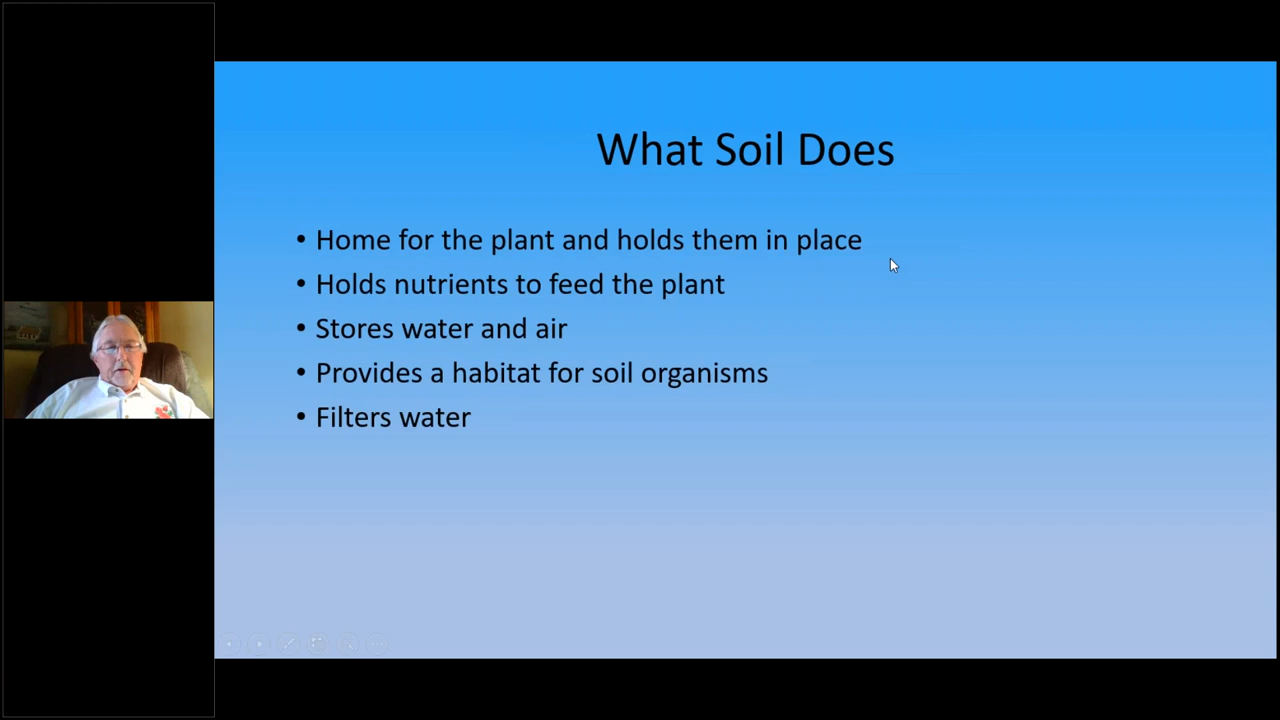 What Soil Does
• Home for the plant and holds them in place
• Holds nutrients to feed the plant
• Stores water and air
• Provides a habitat for soil organisms
• Filters water